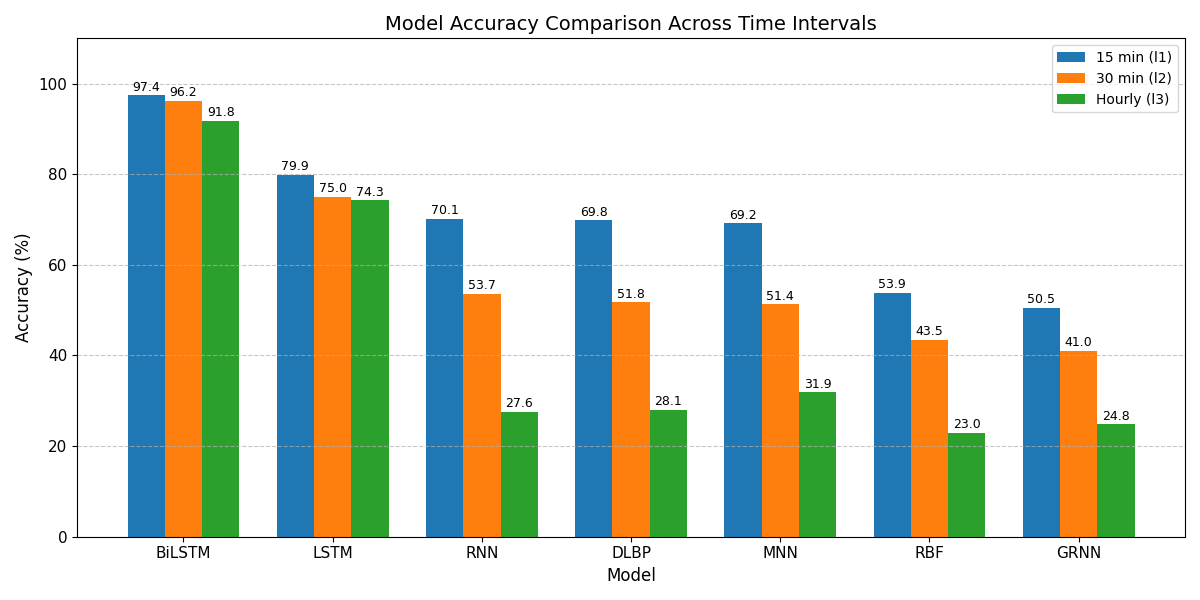 Model Accuracy Comparison Across Time Intervals
15 min (l1)
30 min (l2)
Hourly (l3)
Accuracy (%)
100
80
60
40
20
0
97.4
96.2
91.8
79.9
75.0
74.3
70.1
53.7
27.6
69.8
51.8
28.1
69.2
51.4
31.9
53.9
43.5
23.0
50.5
41.0
24.8
BiLSTM
LSTM
RNN
DLBP
MNN
RBF
GRNN
Model